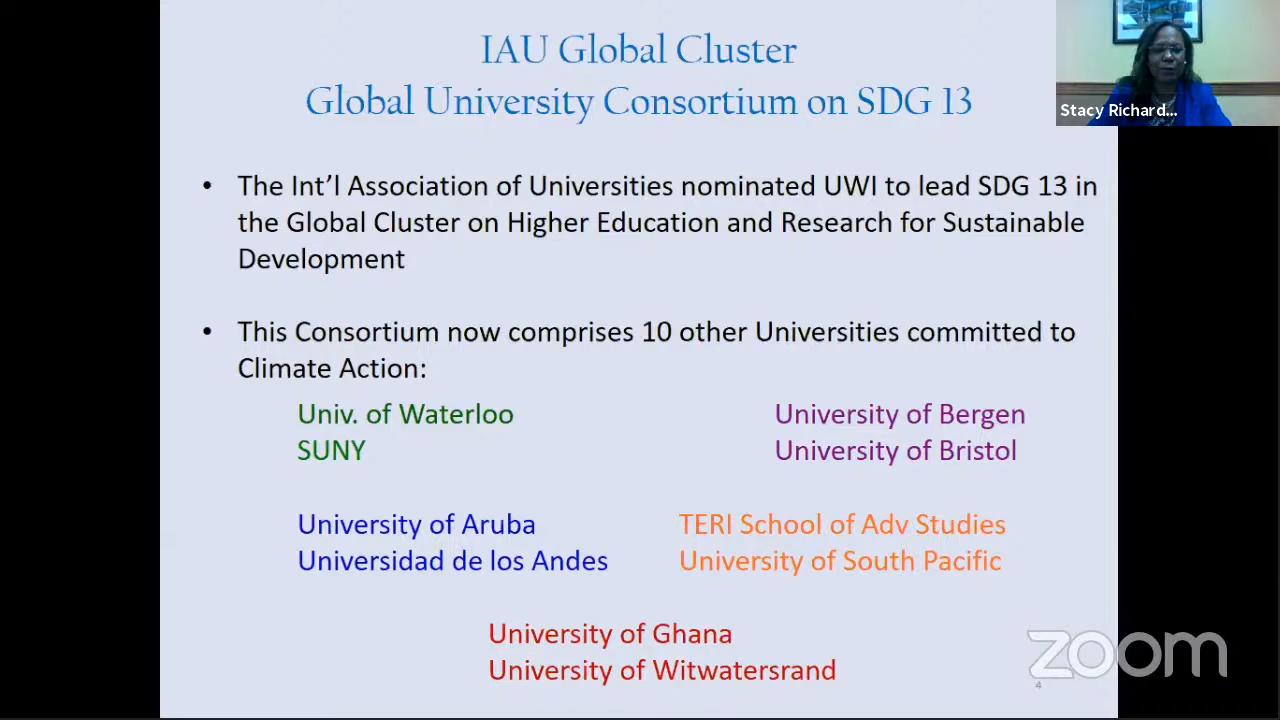 IAU Global Cluster
Global University Consortium on SDG 13
Stacy Richard...
• The Int'l Association of Universities nominated UWI to lead SDG 13 in
the Global Cluster on Higher Education and Research for Sustainable
Development
• This Consortium now comprises 10 other Universities committed to
Climate Action:
Univ. of Waterloo
SUNY
University of Bergen
University of Bristol
University of Aruba
Universidad de los Andes
TERI School of Adv Studies
University of South Pacific
University of Ghana
University of Witwatersrand
zoom
4